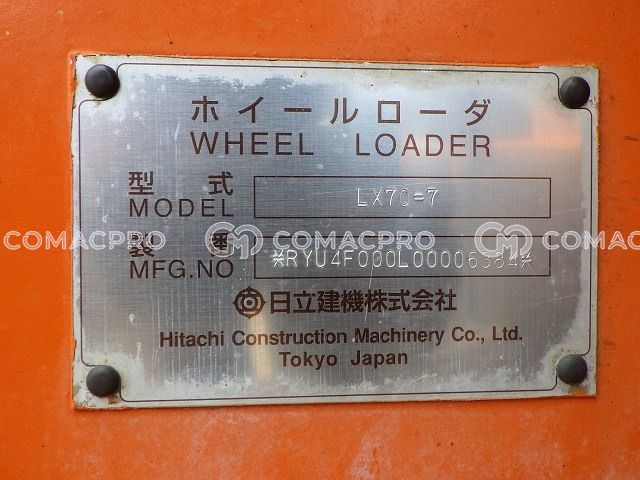 ホイールローダ
WHEEL LOADER
型式
MODEL
LX70-7
製番
MFG.NO
*RYU4F000L00006384*
COMACPRO COMACPRO COMACPRO
日立建機株式会社
Hitachi Construction Machinery Co., Ltd.
Tokyo Japan